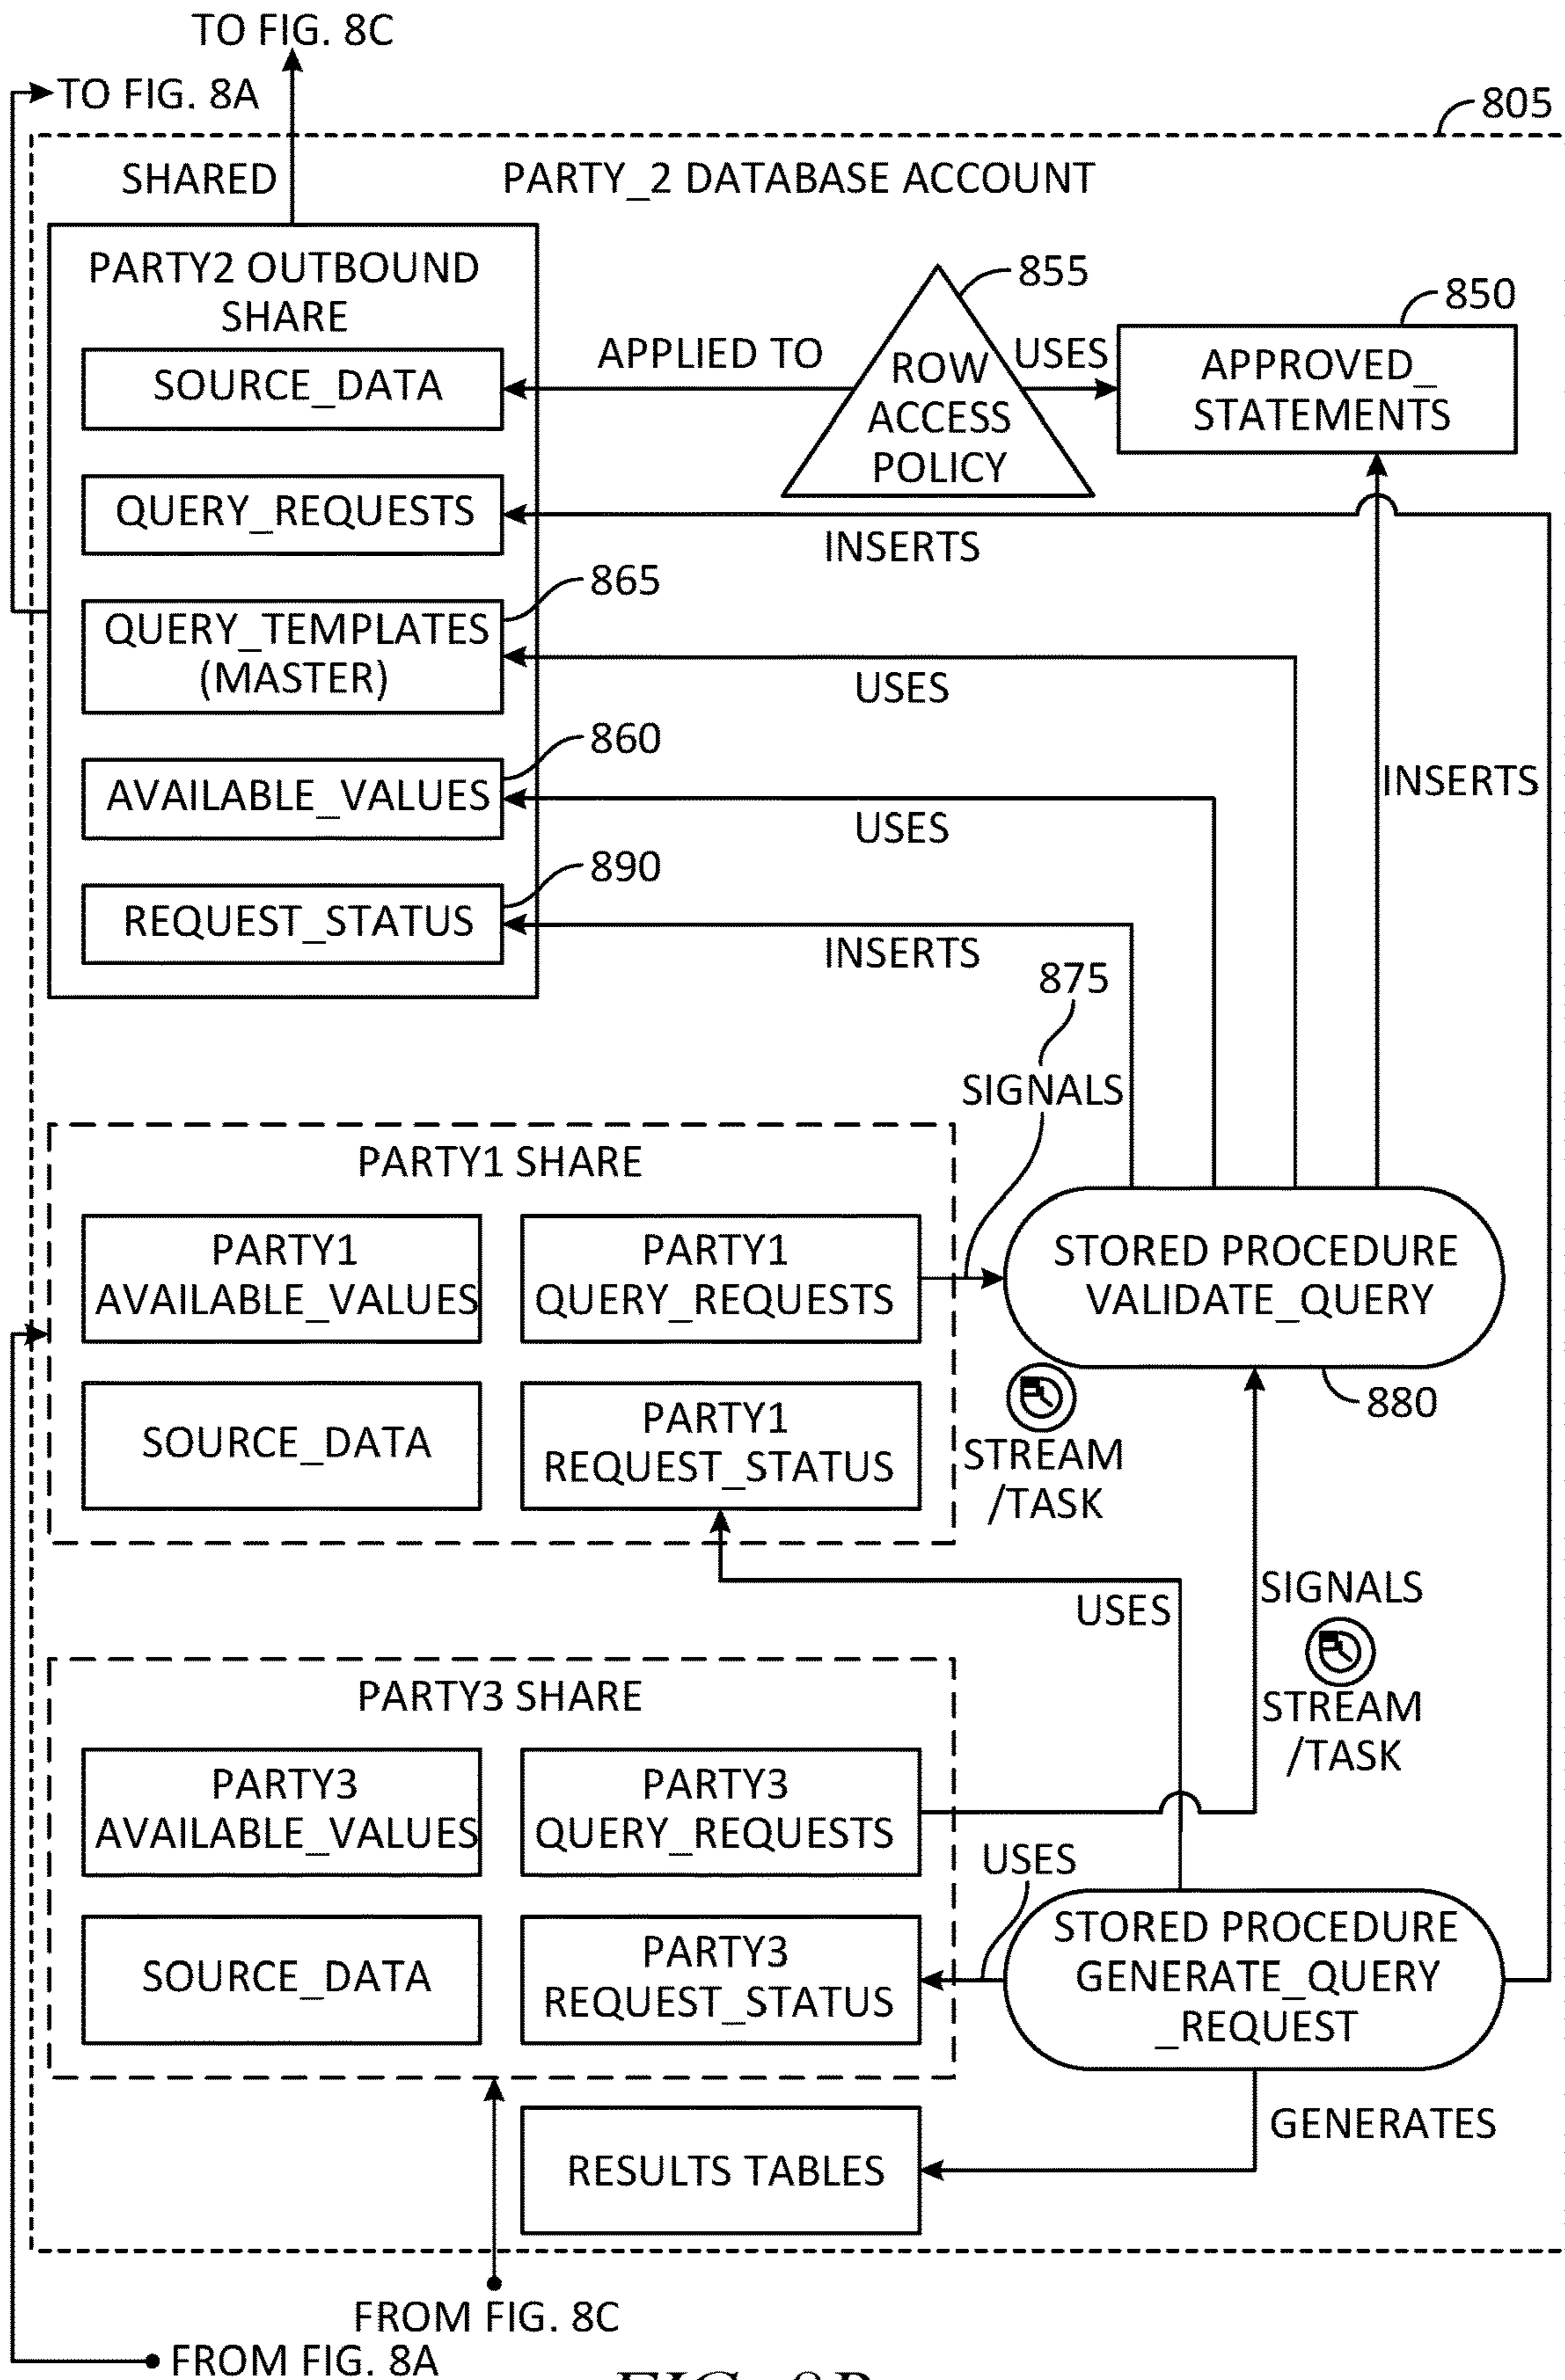 TO FIG. 8C
TO FIG. 8A
805
SHARED
PARTY_2 DATABASE ACCOUNT
PARTY2 OUTBOUND
SHARE
855
850
SOURCE_DATA
APPLIED TO
ROW
ACCESS
POLICY
USES
APPROVED_
STATEMENTS
QUERY_REQUESTS
INSERTS
865
QUERY_TEMPLATES
(MASTER)
USES
860
AVAILABLE_VALUES
USES
INSERTS
890
REQUEST_STATUS
INSERTS
875
SIGNALS
PARTY1 SHARE
PARTY1
AVAILABLE_VALUES
PARTY1
QUERY_REQUESTS
STORED PROCEDURE
VALIDATE_QUERY
880
SOURCE_DATA
PARTY1
REQUEST_STATUS
STREAM
/TASK
USES
SIGNALS
STREAM
/TASK
PARTY3 SHARE
PARTY3
AVAILABLE_VALUES
PARTY3
QUERY_REQUESTS
USES
SOURCE_DATA
PARTY3
REQUEST_STATUS
STORED PROCEDURE
GENERATE_QUERY
_REQUEST
GENERATES
RESULTS TABLES
FROM FIG. 8C
FROM FIG. 8A